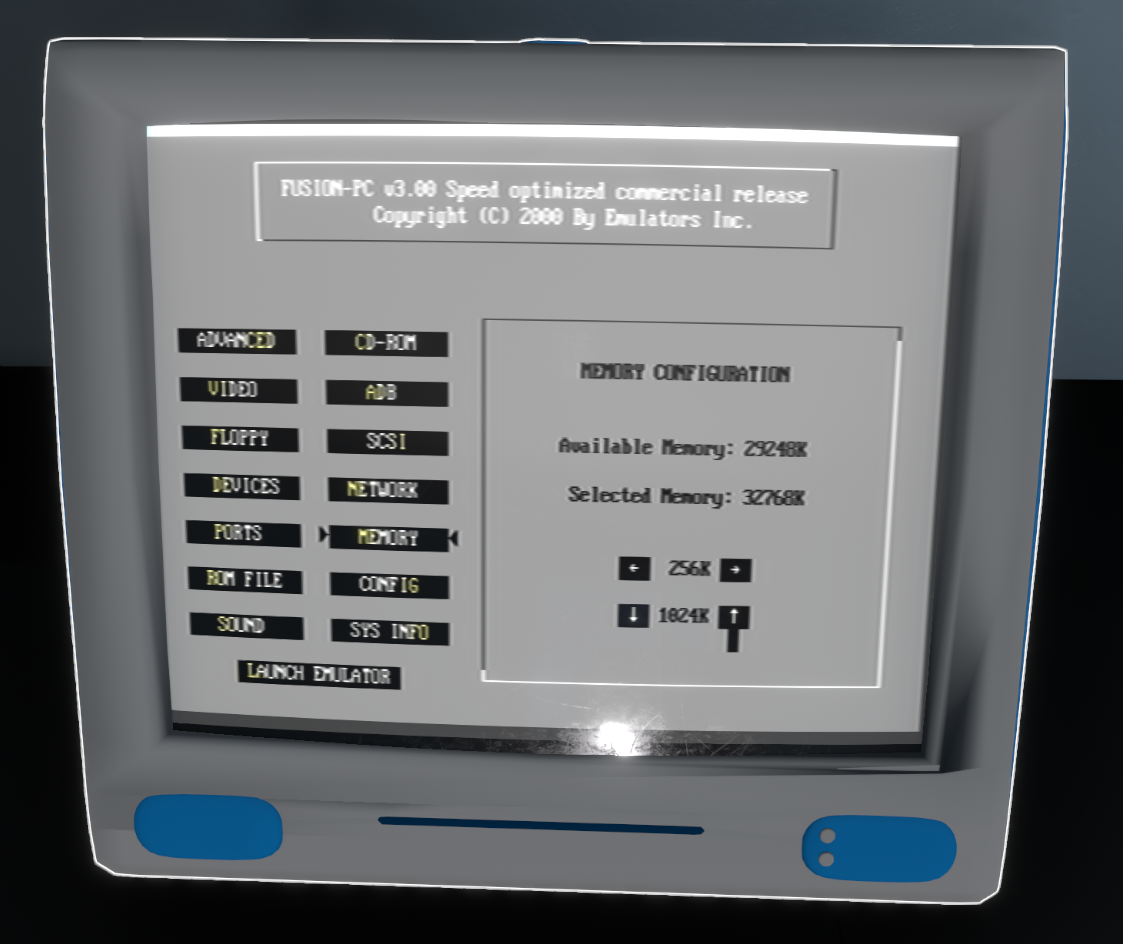 FUSION-PC v3.00 Speed optimized commercial release
Copyright (C) 2000 By Emulators Inc.
ADVANCED
CD-ROM
VIDEO
ADB
FLOPPY
SCSI
DEVICES
NETWORK
PORTS
MEMORY
ROM FILE
CONFIG
SOUND
SYS INFO
LAUNCH EMULATOR
MEMORY CONFIGURATION
Available Memory: 29248K
Selected Memory: 32768K
← 256K →
↓ 1024K ↑